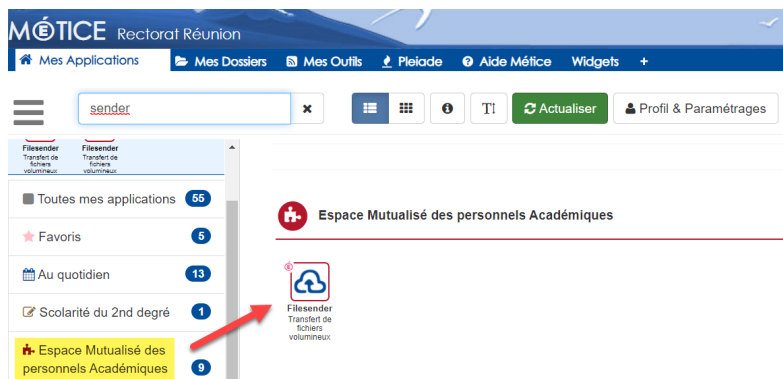 MÉTICE Rectorat Réunion
Mes Applications Mes Dossiers Mes Outils Pleiade Aide Métice Widgets +
sender × T Actualiser Profil & Paramétrages
Filesender Filesender
Transfert de Transfert de
fichiers fichiers
volumineux volumineux
Toutes mes applications 55
Favoris 5
Au quotidien 13
Scolarité du 2nd degré 1
Espace Mutualisé des
personnels Académiques 9
Espace Mutualisé des personnels Académiques
Filesender
Transfert de
fichiers
volumineux